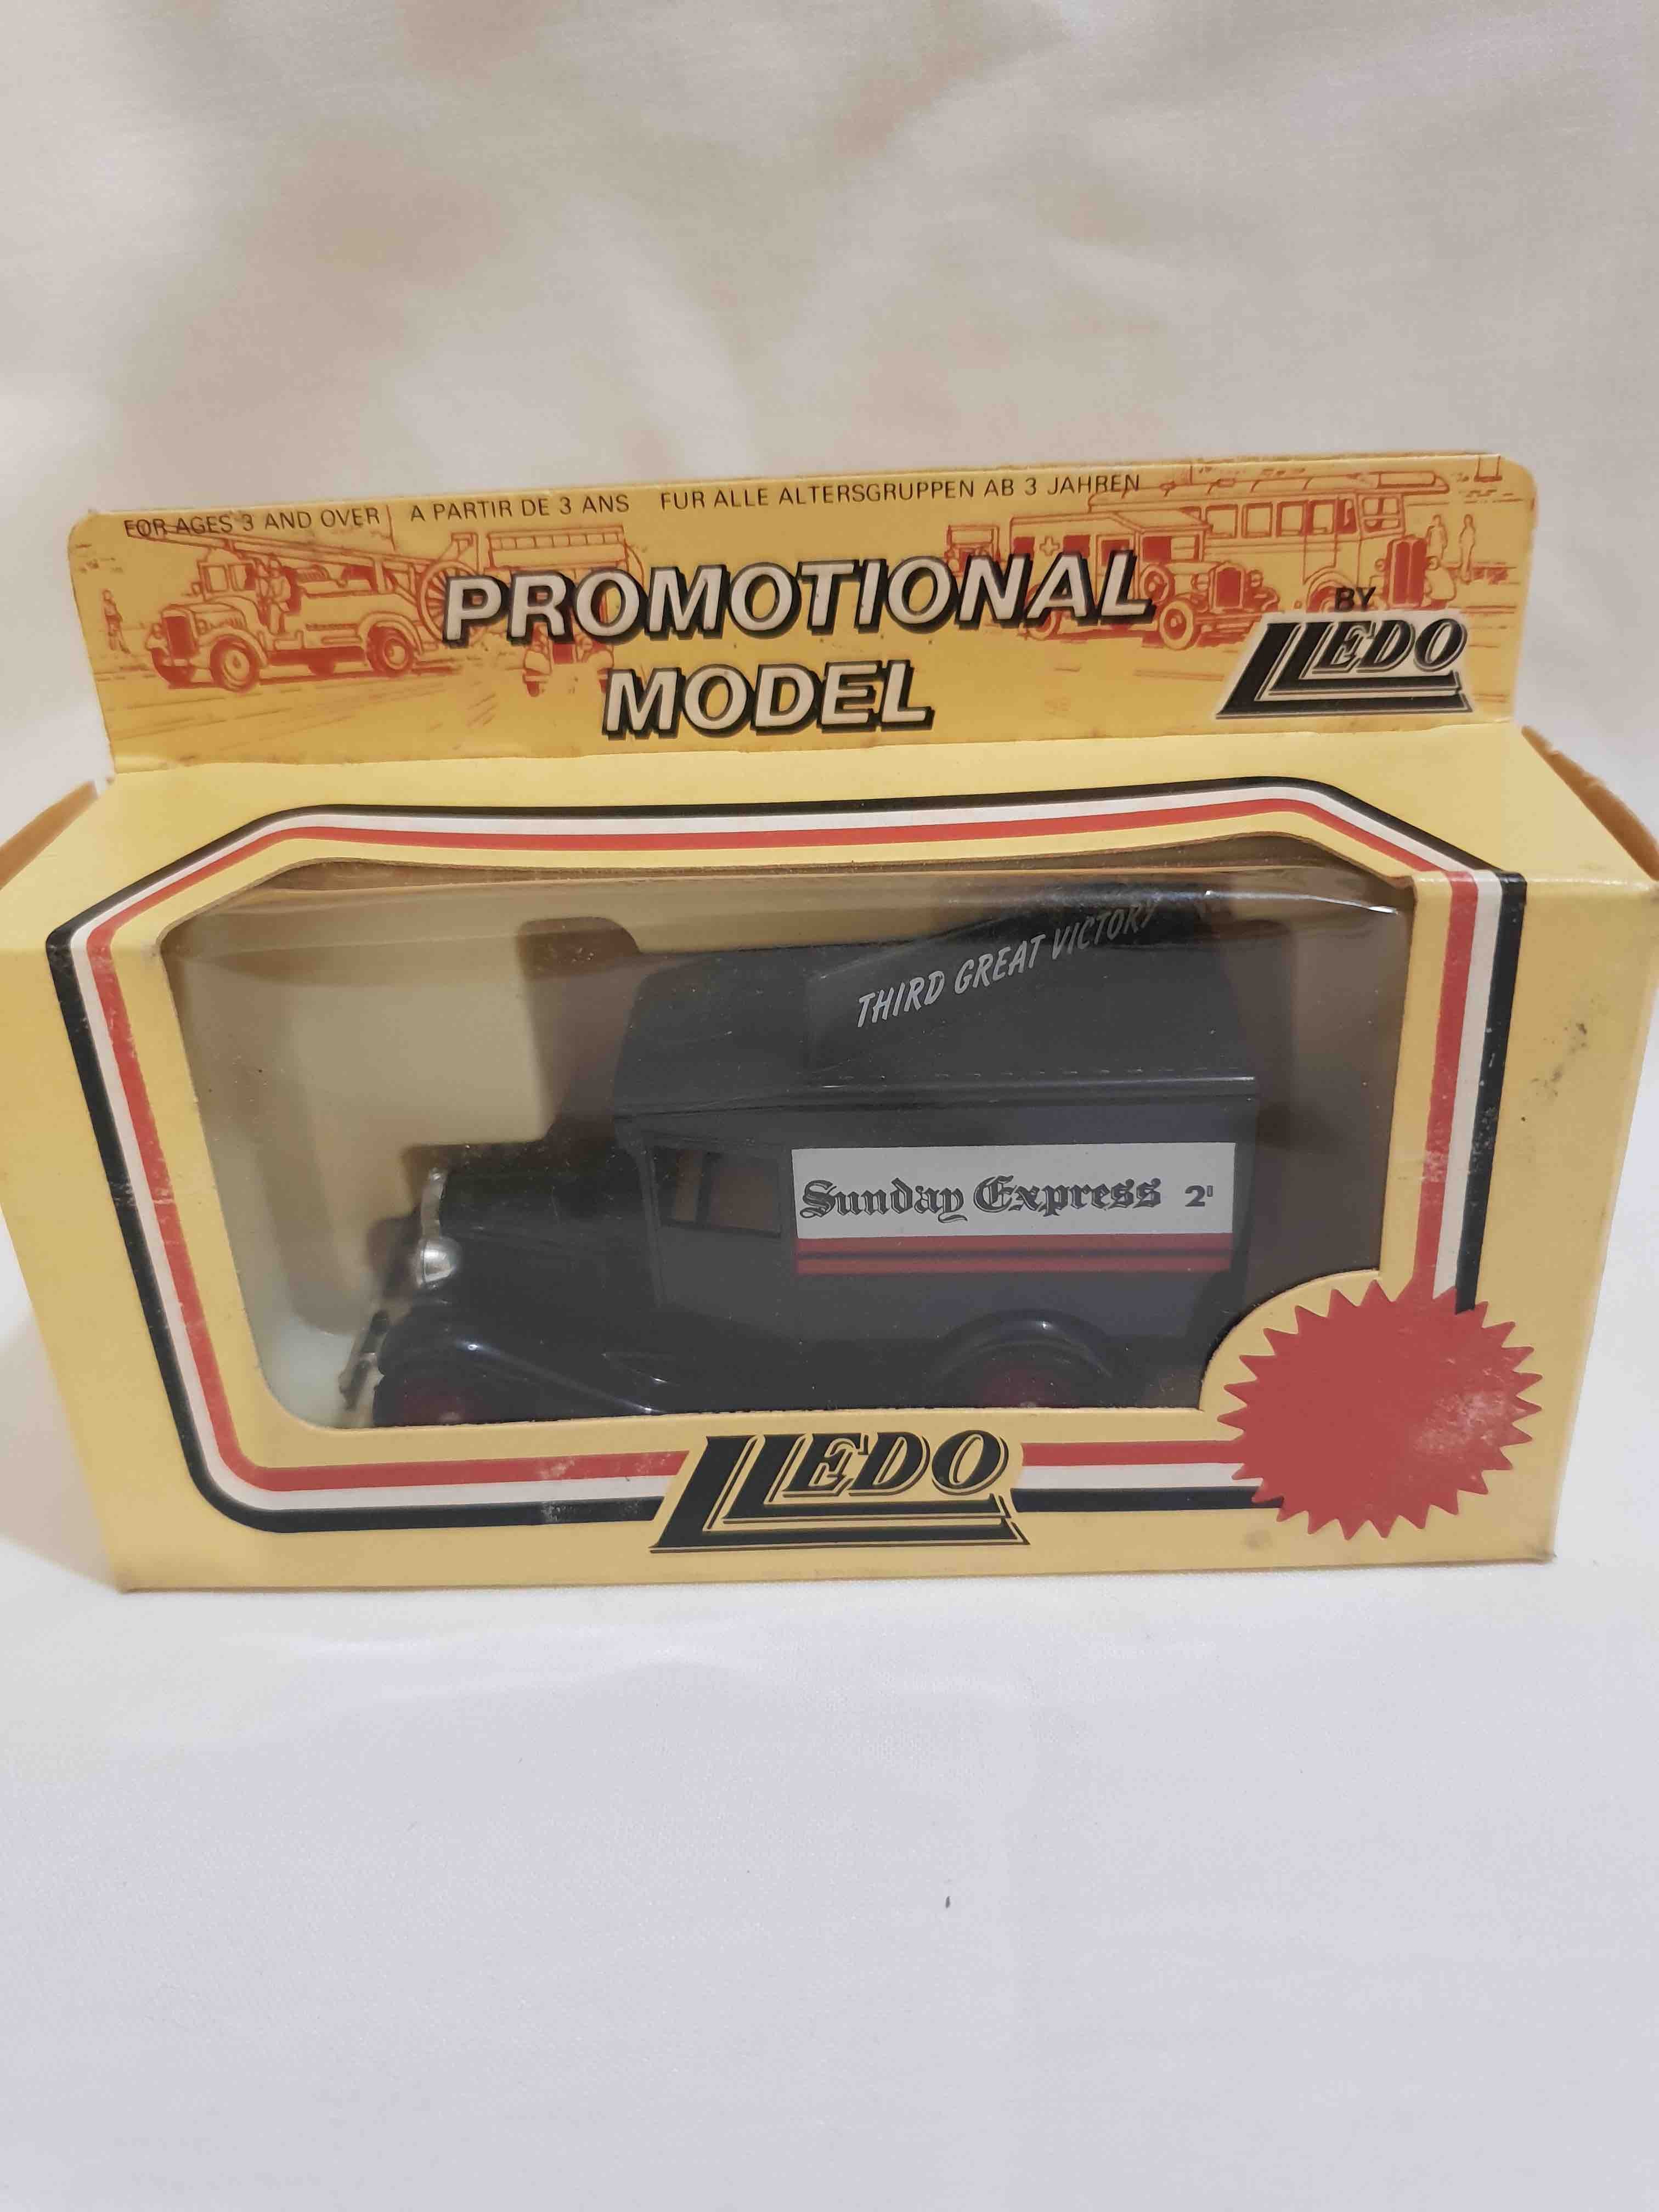 FOR AGES 3 AND OVER A PARTIR DE 3 ANS FUR ALLE ALTERSGRUPPEN AB 3 JAHREN
PROMOTIONAL
MODEL
BY
LLEDO
THIRD GREAT VICTORY
Sunday Express 2ᴵ
LLEDO